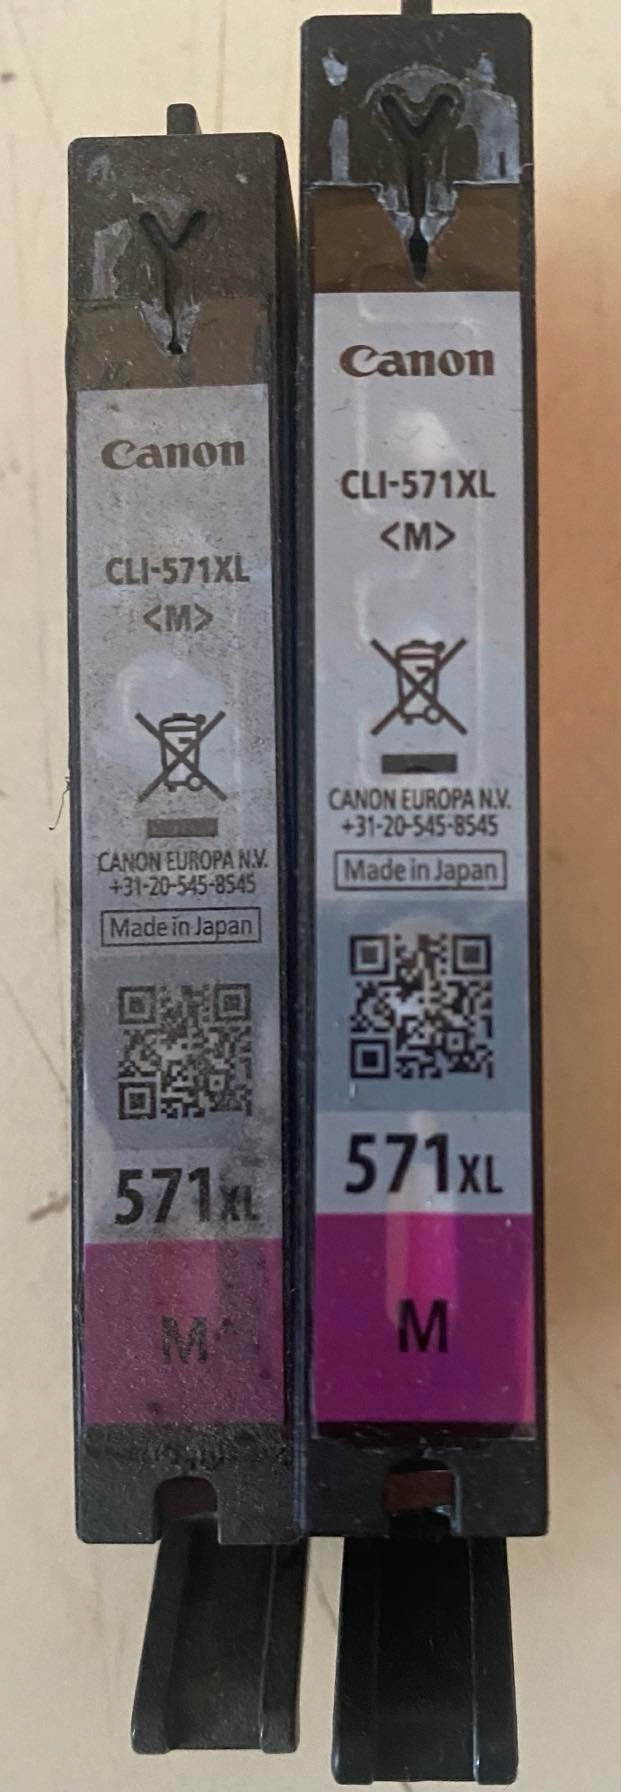 Canon
CLI-571XL
<M>
CANON EUROPA N.V.
+31-20-545-8545
Made in Japan
571XL
M
Canon
CLI-571XL
<M>
CANON EUROPA N.V.
+31-20-545-8545
Made in Japan
571XL
M